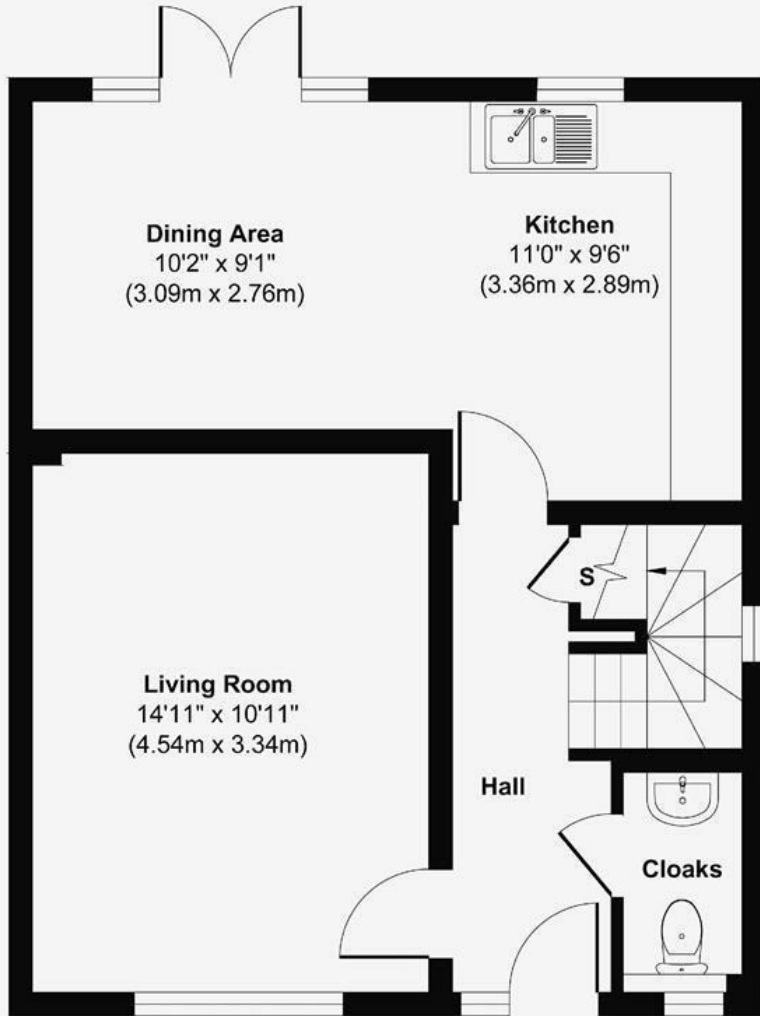 Dining Area
10'2" x 9'1"
(3.09m x 2.76m)
Kitchen
11'0" x 9'6"
(3.36m x 2.89m)
S
Living Room
14'11" x 10'11"
(4.54m x 3.34m)
Hall
Cloaks